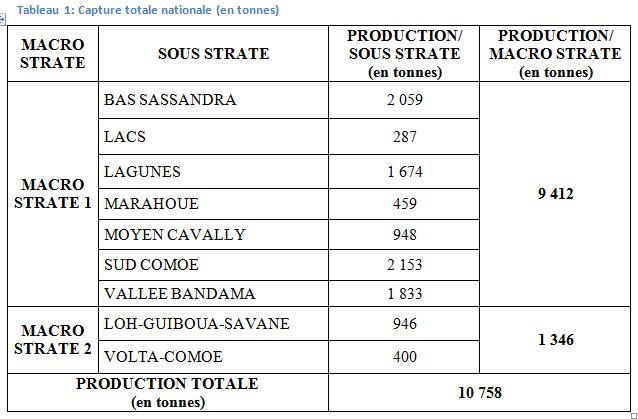 Tableau 1: Capture totale nationale (en tonnes)
MACRO STRATE SOUS STRATE PRODUCTION/ SOUS STRATE (en tonnes) PRODUCTION/ MACRO STRATE (en tonnes)
MACRO STRATE 1
BAS SASSANDRA 2 059
LACS 287
LAGUNES 1 674
MARAHOUE 459
MOYEN CAVALLY 948
SUD COMOE 2 153
VALLEE BANDAMA 1 833
9 412
MACRO STRATE 2
LOH-GUIBOUA-SAVANE 946
VOLTA-COMOE 400
1 346
PRODUCTION TOTALE (en tonnes) 10 758